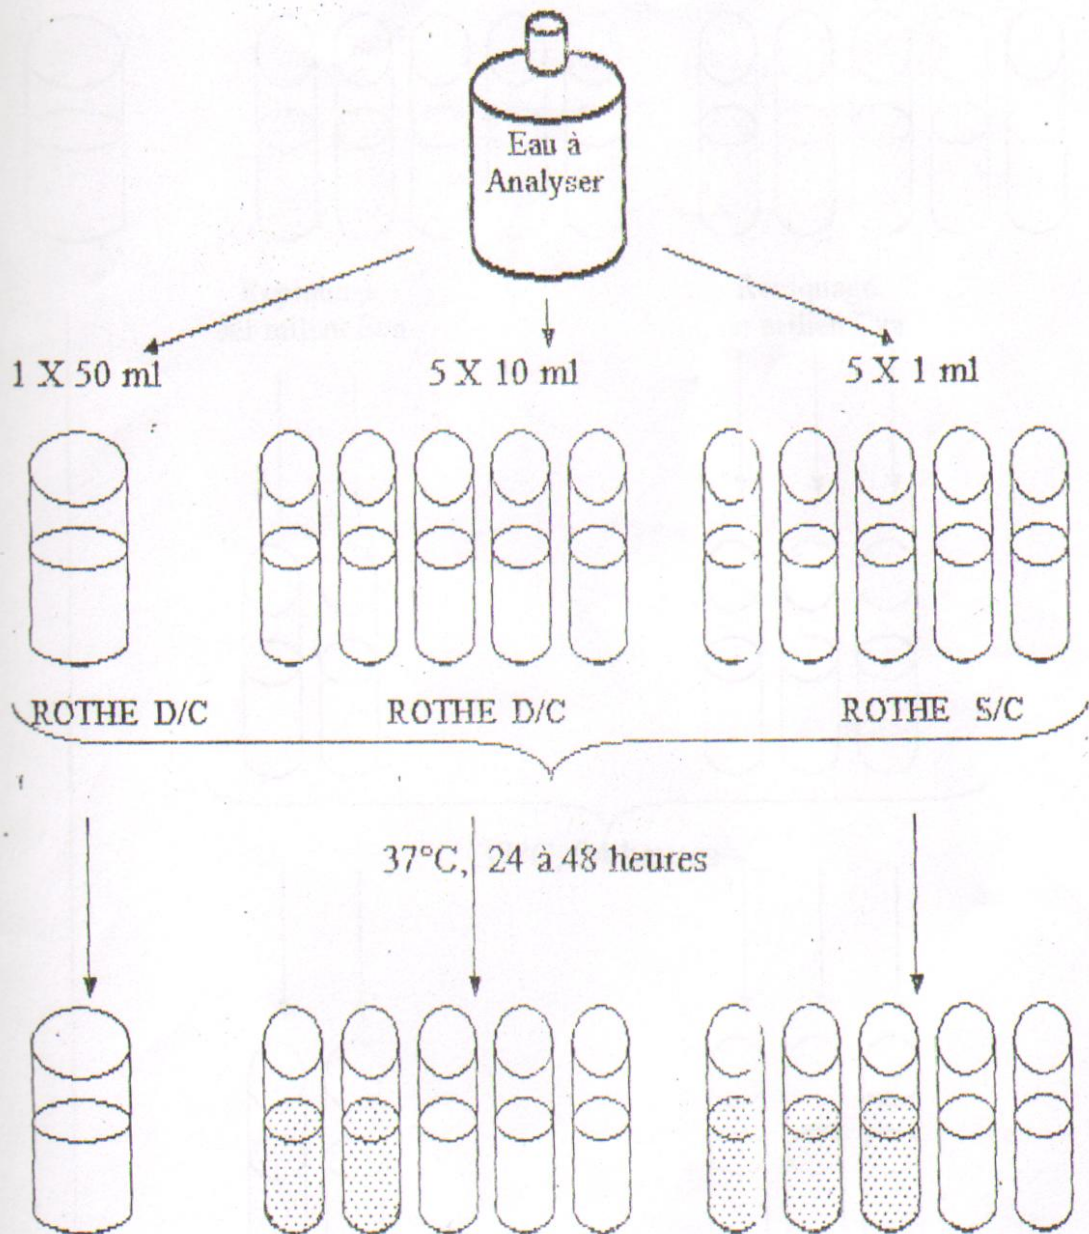 Eau à
Analyser
1 X 50 ml
5 X 10 ml
5 X 1 ml
ROTHE D/C
ROTHE D/C
ROTHE S/C
37°C, 24 à 48 heures